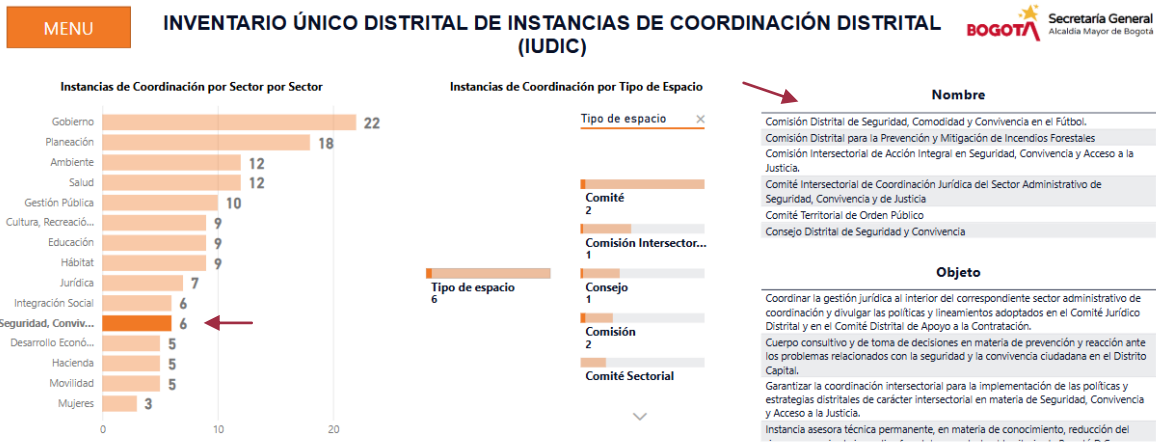 MENU
INVENTARIO ÚNICO DISTRITAL DE INSTANCIAS DE COORDINACIÓN DISTRITAL
(IUDIC)
BOGOTÁ
Secretaría General
Alcaldía Mayor de Bogotá
Instancias de Coordinación por Sector por Sector
Gobierno 22
Planeación 18
Ambiente 12
Salud 12
Gestión Pública 10
Cultura, Recreació... 9
Educación 9
Hábitat 9
Jurídica 7
Integración Social 6
Seguridad, Conviv... 6
Desarrollo Econó... 5
Hacienda 5
Movilidad 5
Mujeres 3
0 10 20
Instancias de Coordinación por Tipo de Espacio
Tipo de espacio ×
Tipo de espacio
6
Comité
2
Comisión Intersector...
1
Consejo
1
Comisión
2
Comité Sectorial
Nombre
Comisión Distrital de Seguridad, Comodidad y Convivencia en el Fútbol.
Comisión Distrital para la Prevención y Mitigación de Incendios Forestales
Comisión Intersectorial de Acción Integral en Seguridad, Convivencia y Acceso a la
Justicia.
Comité Intersectorial de Coordinación Jurídica del Sector Administrativo de
Seguridad, Convivencia y de Justicia
Comité Territorial de Orden Público
Consejo Distrital de Seguridad y Convivencia
Objeto
Coordinar la gestión jurídica al interior del correspondiente sector administrativo de
coordinación y divulgar las políticas y lineamientos adoptados en el Comité Jurídico
Distrital y en el Comité Distrital de Apoyo a la Contratación.
Cuerpo consultivo y de toma de decisiones en materia de prevención y reacción ante
los problemas relacionados con la seguridad y la convivencia ciudadana en el Distrito
Capital.
Garantizar la coordinación intersectorial para la implementación de las políticas y
estrategias distritales de carácter intersectorial en materia de Seguridad, Convivencia
y Acceso a la Justicia.
Instancia asesora técnica permanente, en materia de conocimiento, reducción del